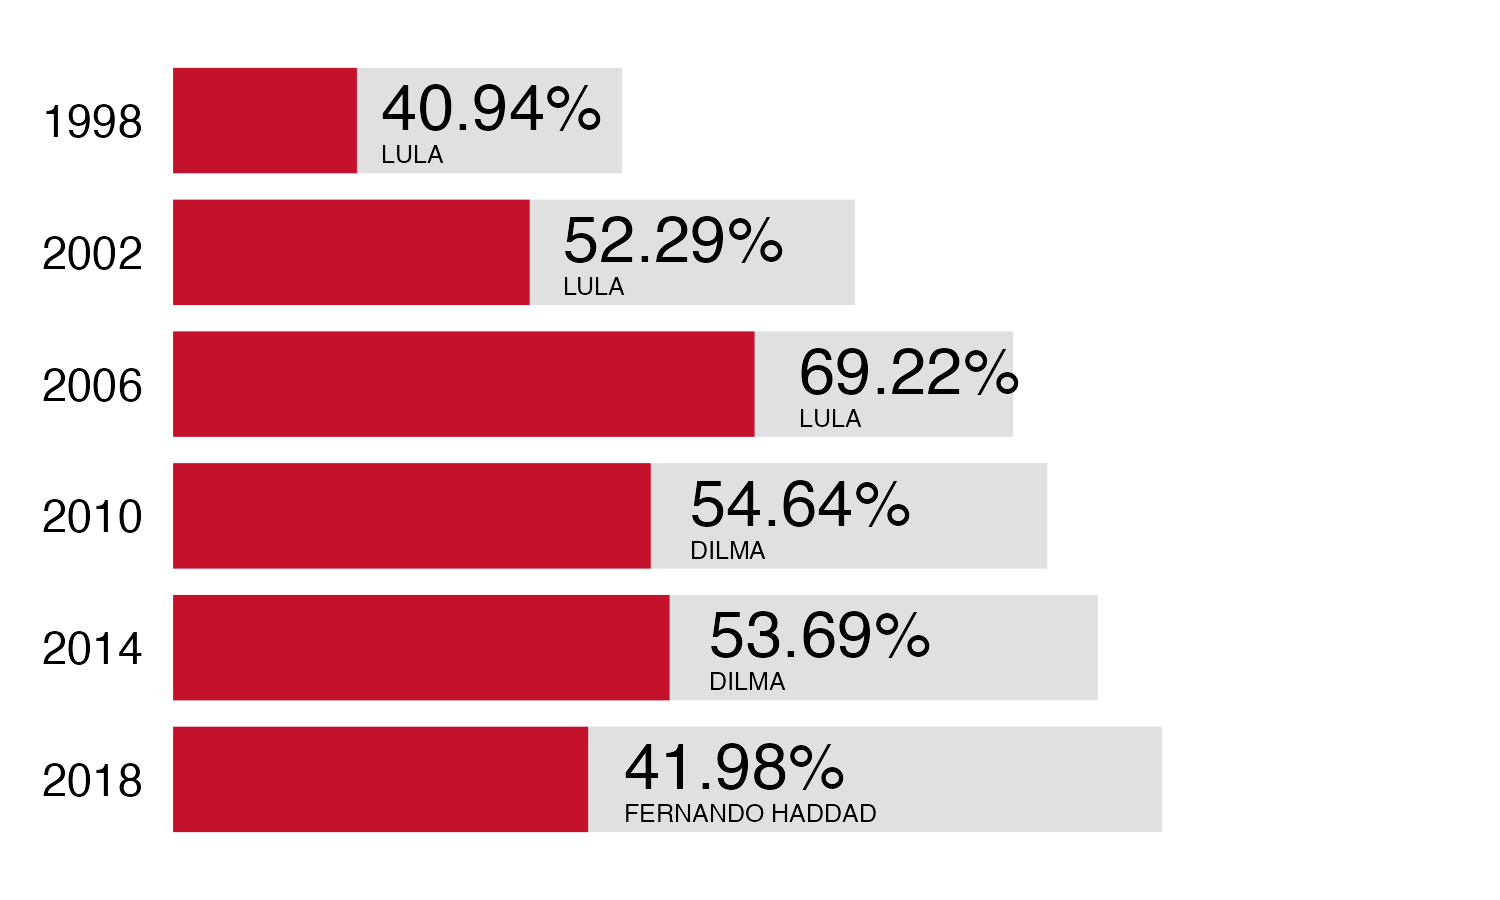 1998
40.94%
LULA
2002
52.29%
LULA
2006
69.22%
LULA
2010
54.64%
DILMA
2014
53.69%
DILMA
2018
41.98%
FERNANDO HADDAD